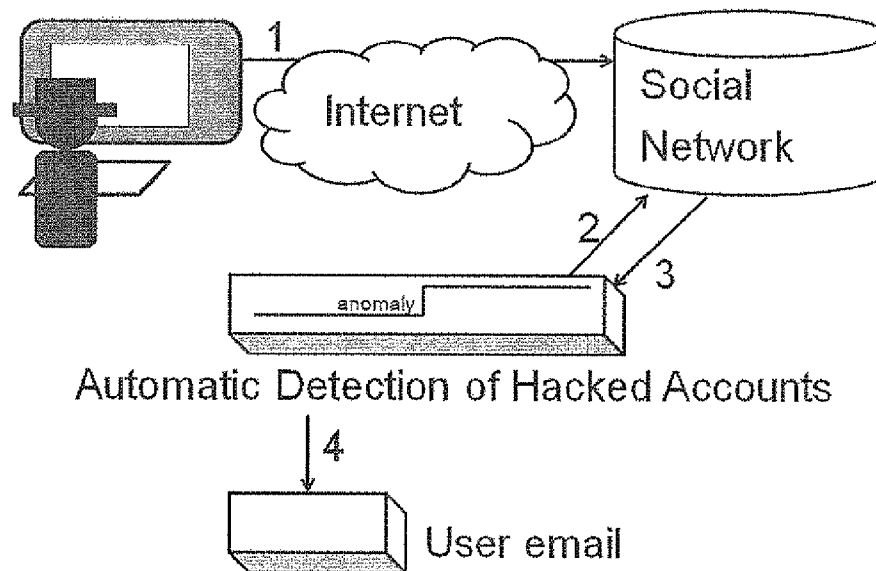 1
Internet
Social
Network
2
3
anomaly
Automatic Detection of Hacked Accounts
4
User email